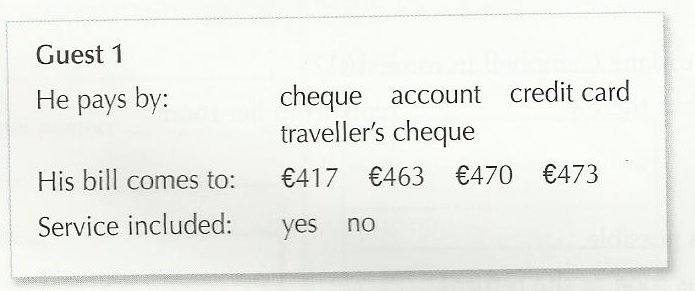 Guest 1
He pays by: cheque account credit card
traveller's cheque
His bill comes to: €417 €463 €470 €473
Service included: yes no